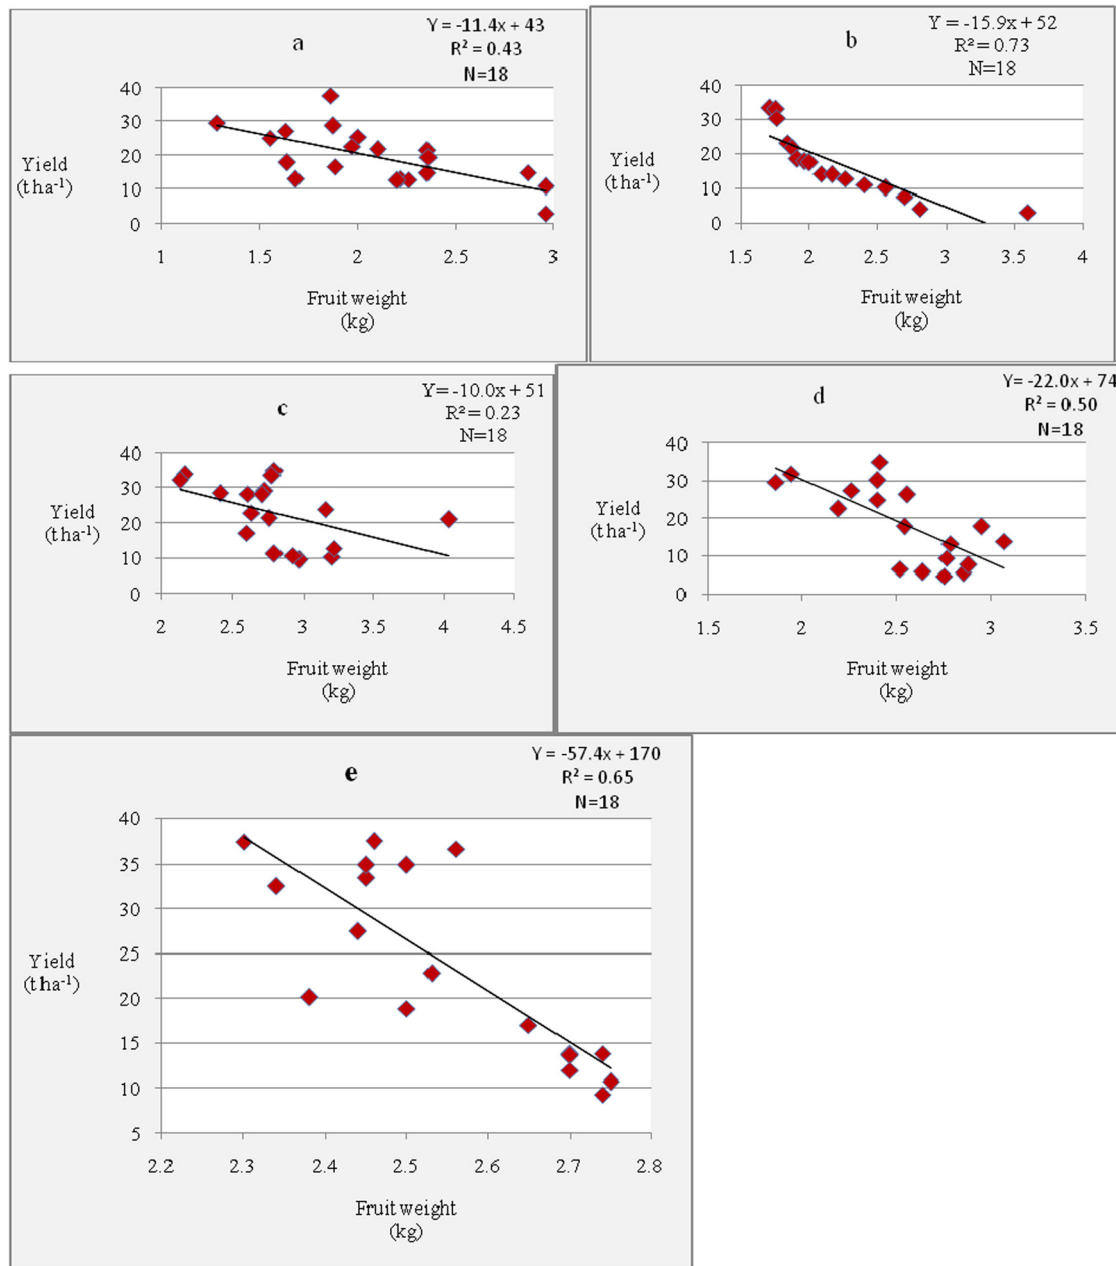 a
Y = -11.4x + 43
R² = 0.43
N=18
40
30
20
10
0
Yield
(tha⁻¹)
1 1.5 2 2.5 3
Fruit weight
(kg)
b
Y = -15.9x + 52
R² = 0.73
N=18
40
30
20
10
0
Yield
(tha⁻¹)
1.5 2 2.5 3 3.5 4
Fruit weight
(kg)
c
Y= -10.0x + 51
R² = 0.23
N=18
40
30
20
10
0
Yield
(tha⁻¹)
2 2.5 3 3.5 4 4.5
Fruit weight
(kg)
d
Y= -22.0x + 74
R² = 0.50
N=18
40
30
20
10
0
Yield
(tha⁻¹)
1.5 2 2.5 3 3.5
Fruit weight
(kg)
e
Y = -57.4x + 170
R² = 0.65
N=18
40
35
30
25
20
15
10
5
Yield
(tha⁻¹)
2.2 2.3 2.4 2.5 2.6 2.7 2.8
Fruit weight
(kg)